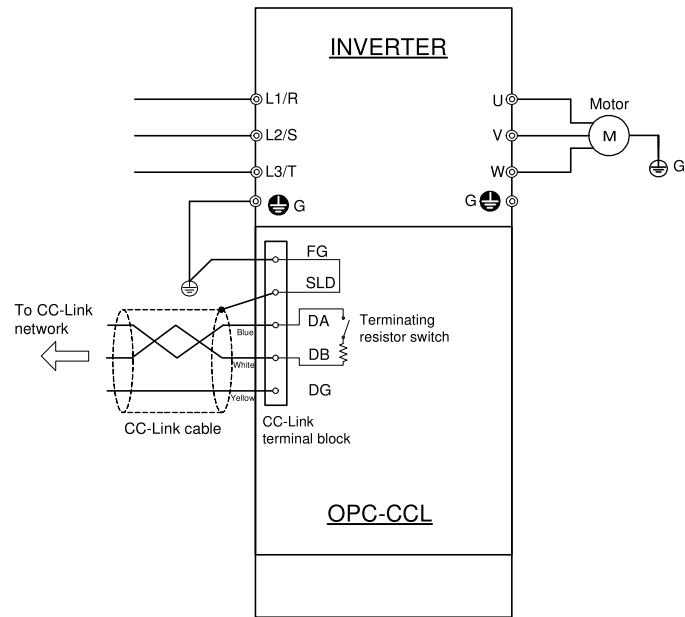 INVERTER
L1/R
U
Motor
L2/S
V
M
L3/T
W
G
G
G
FG
SLD
To CC-Link
network
Blue
DA
Terminating
resistor switch
White
DB
Yellow
DG
CC-Link cable
CC-Link
terminal block
OPC-CCL